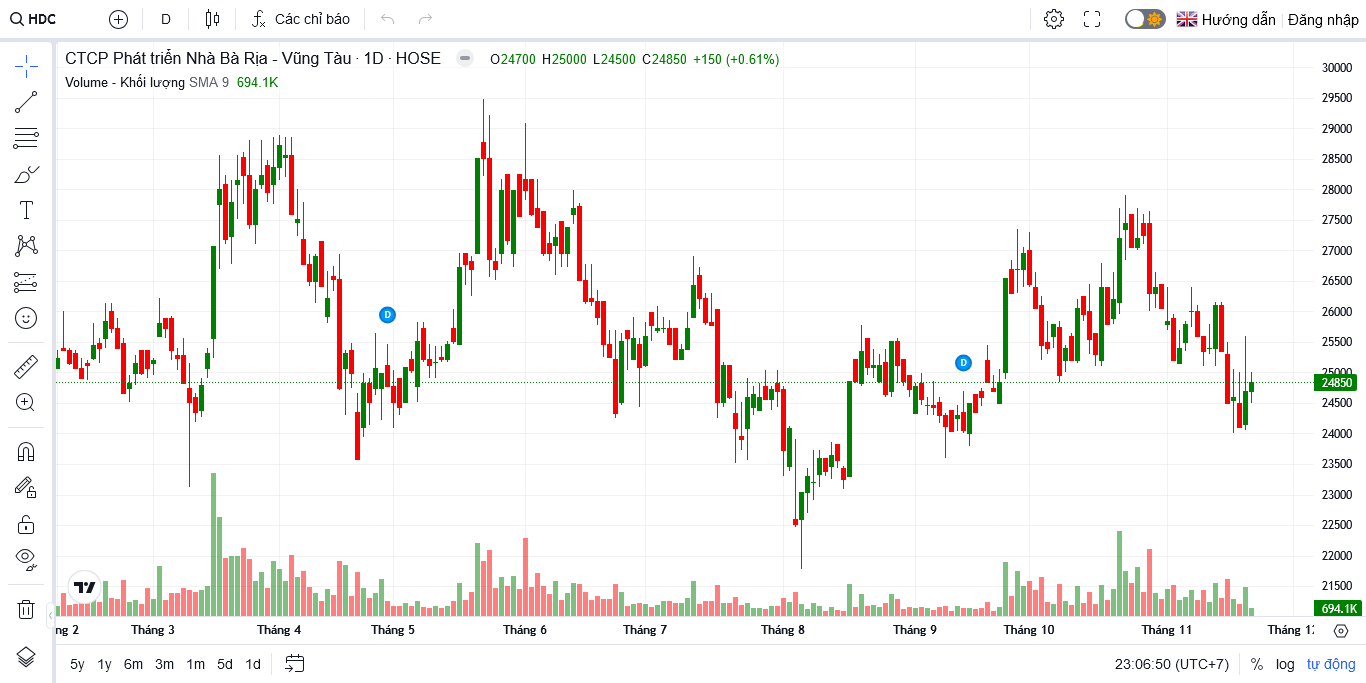 HDC D Các chỉ báo Hướng dẫn Đăng nhập
CTCP Phát triển Nhà Bà Rịa - Vũng Tàu · 1D · HOSE O24700 H25000 L24500 C24850 +150 (+0.61%)
Volume - Khối lượng SMA 9 694.1K
30000
29500
29000
28500
28000
27500
27000
26500
26000
D
25500
D
25000
24850
24500
24000
23500
23000
22500
22000
21500
694.1K
ng 2 Tháng 3 Tháng 4 Tháng 5 Tháng 6 Tháng 7 Tháng 8 Tháng 9 Tháng 10 Tháng 11 Tháng 12
5y 1y 6m 3m 1m 5d 1d 23:06:50 (UTC+7) % log tự động